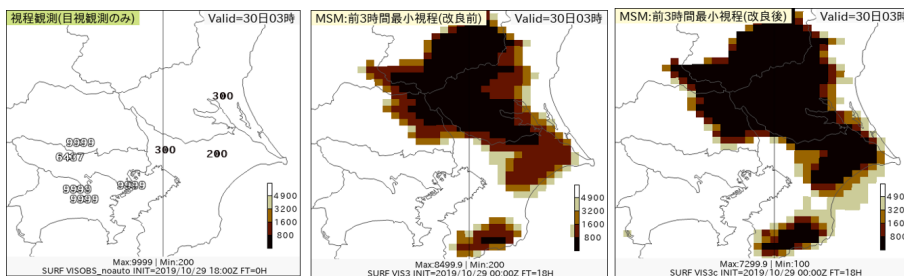 視程観測(目視観測のみ)
Valid=30日03時
300
9999
6437
300
200
9999
9999
9999
4900
3200
1600
800
Max:9999 | Min:200
SURF VISOBS_noauto INIT=2019/10/29 18:00Z FT=0H
MSM:前3時間最小視程(改良前)
Valid=30日03時
4900
3200
1600
800
Max:8499.9 | Min:200
SURF VIS3 INIT=2019/10/29 00:00Z FT=18H
MSM:前3時間最小視程(改良後)
Valid=30日03時
4900
3200
1600
800
Max:7299.9 | Min:100
SURF VIS3c INIT=2019/10/29 00:00Z FT=18H